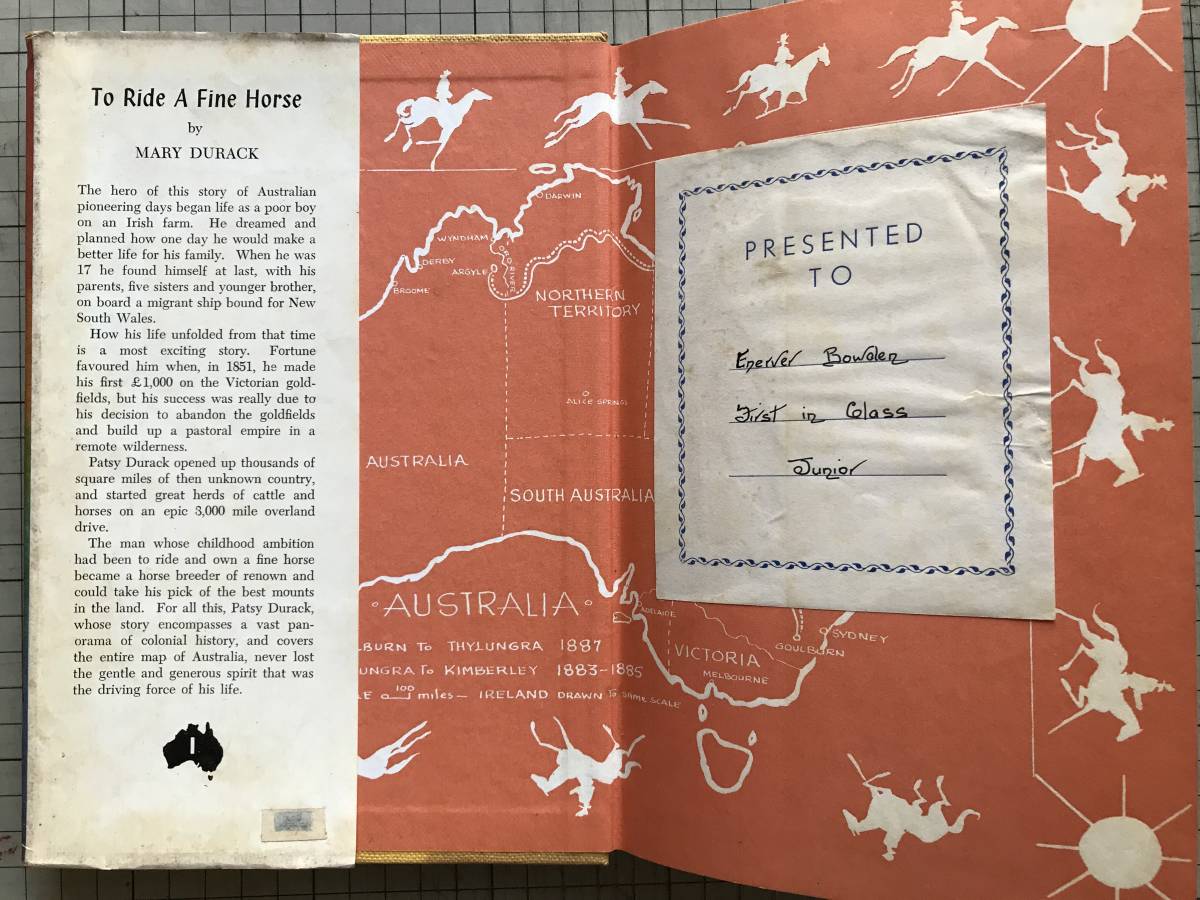 To Ride A Fine Horse
by
MARY DURACK
The hero of this story of Australian
pioneering days began life as a poor boy
on an Irish farm. He dreamed and
planned how one day he would make a
better life for his family. When he was
17 he found himself at last, with his
parents, five sisters and younger brother,
on board a migrant ship bound for New
South Wales.
How his life unfolded from that time
is a most exciting story. Fortune
favoured him when, in 1851, he made
his first £1,000 on the Victorian gold-
fields, but his success was really due to
his decision to abandon the goldfields
and build up a pastoral empire in a
remote wilderness.
Patsy Durack opened up thousands of
square miles of then unknown country,
and started great herds of cattle and
horses on an epic 3,000 mile overland
drive.
The man whose childhood ambition
had been to ride and own a fine horse
became a horse breeder of renown and
could take his pick of the best mounts
in the land. For all this, Patsy Durack,
whose story encompasses a vast pan-
orama of colonial history, and covers
the entire map of Australia, never lost
the gentle and generous spirit that was
the driving force of his life.
DARWIN
WYNDHAM
ORD RIVER
DERBY
ARGYLE
BROOME
NORTHERN
TERRITORY
ALICE SPRINGS
AUSTRALIA
SOUTH AUSTRALIA
AUSTRALIA
LBURN TO THYLUNGRA 1887
UNGRA TO KIMBERLEY 1883-1885
LE 100 miles — IRELAND DRAWN To same SCALE
ADELAIDE
VICTORIA
MELBOURNE
GOULBURN
SYDNEY
PRESENTED
TO
Enerver Bowden
First in Class
Junior